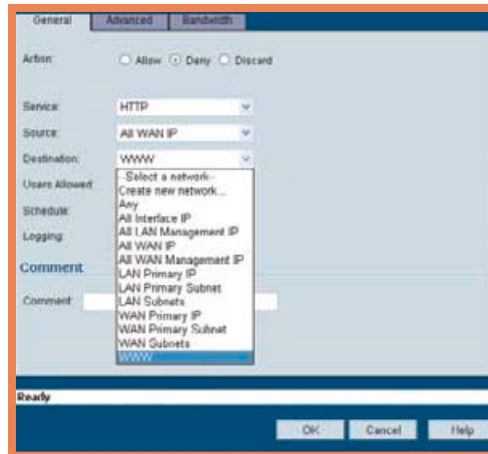 General Advanced Bandwidth
Action: Allow Deny Discard
Service: HTTP
Source: All WAN IP
Destination: WWW
--Select a network--
Users Allowed:
Create new network...
Any
Schedule:
All Interface IP
All LAN Management IP
Logging:
All WAN IP
All WAN Management IP
Comment
LAN Primary IP
LAN Primary Subnet
Comment:
LAN Subnets
WAN Primary IP
WAN Primary Subnet
WAN Subnets
WWW
Ready
OK Cancel Help